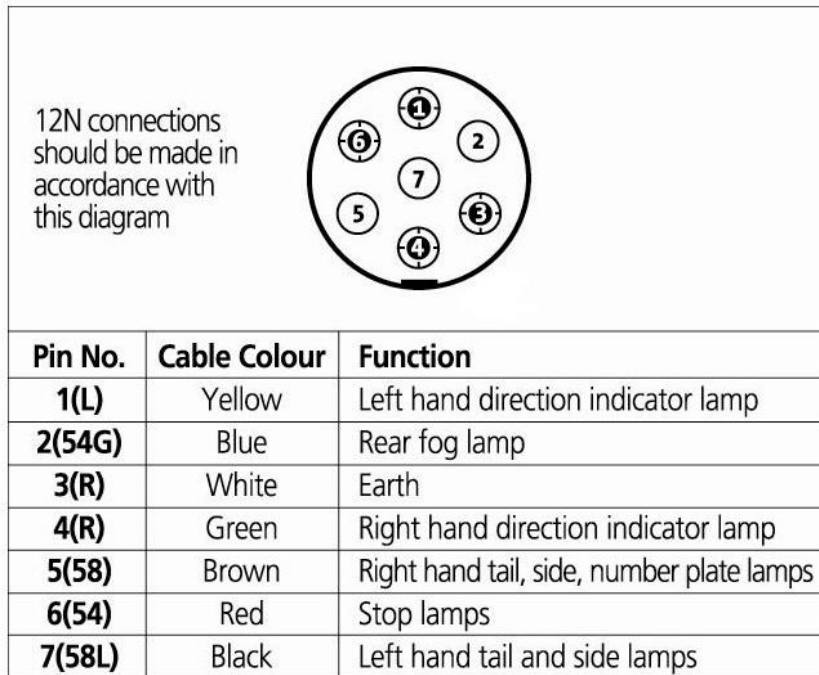 12N connections
should be made in
accordance with
this diagram
1
6
2
7
5
3
4
Pin No. Cable Colour Function
1(L) Yellow Left hand direction indicator lamp
2(54G) Blue Rear fog lamp
3(R) White Earth
4(R) Green Right hand direction indicator lamp
5(58) Brown Right hand tail, side, number plate lamps
6(54) Red Stop lamps
7(58L) Black Left hand tail and side lamps